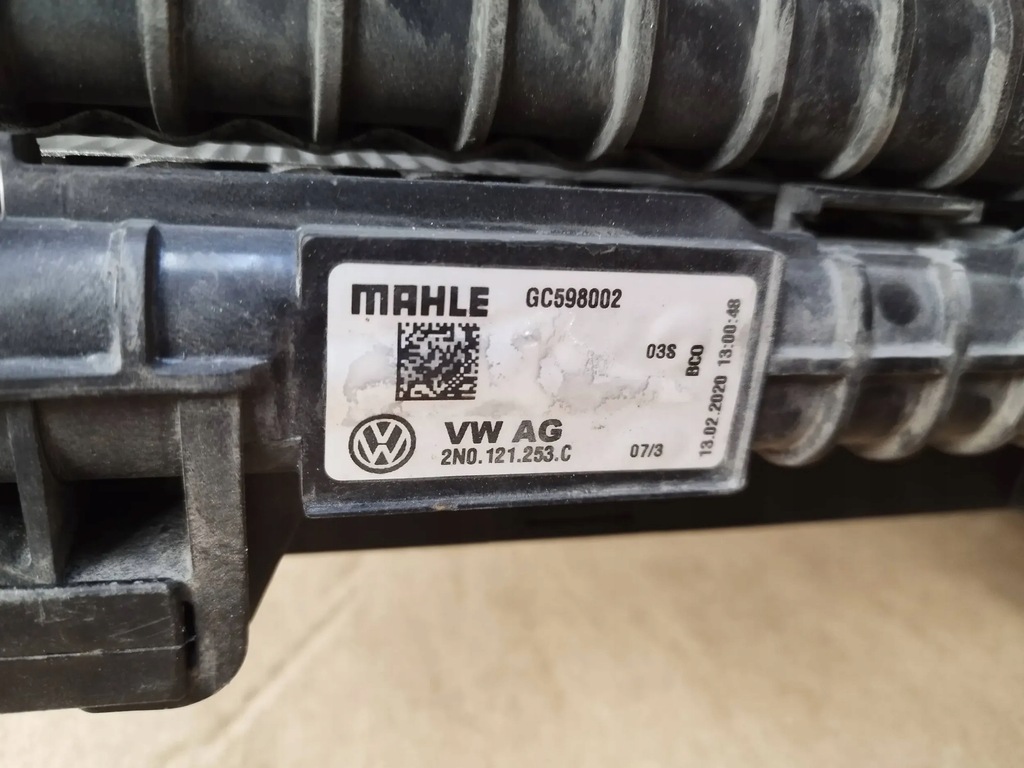 MAHLE GC598002
03S
BCO
13.02.2020 13:00:48
VW AG
2N0.121.253.C
07/3